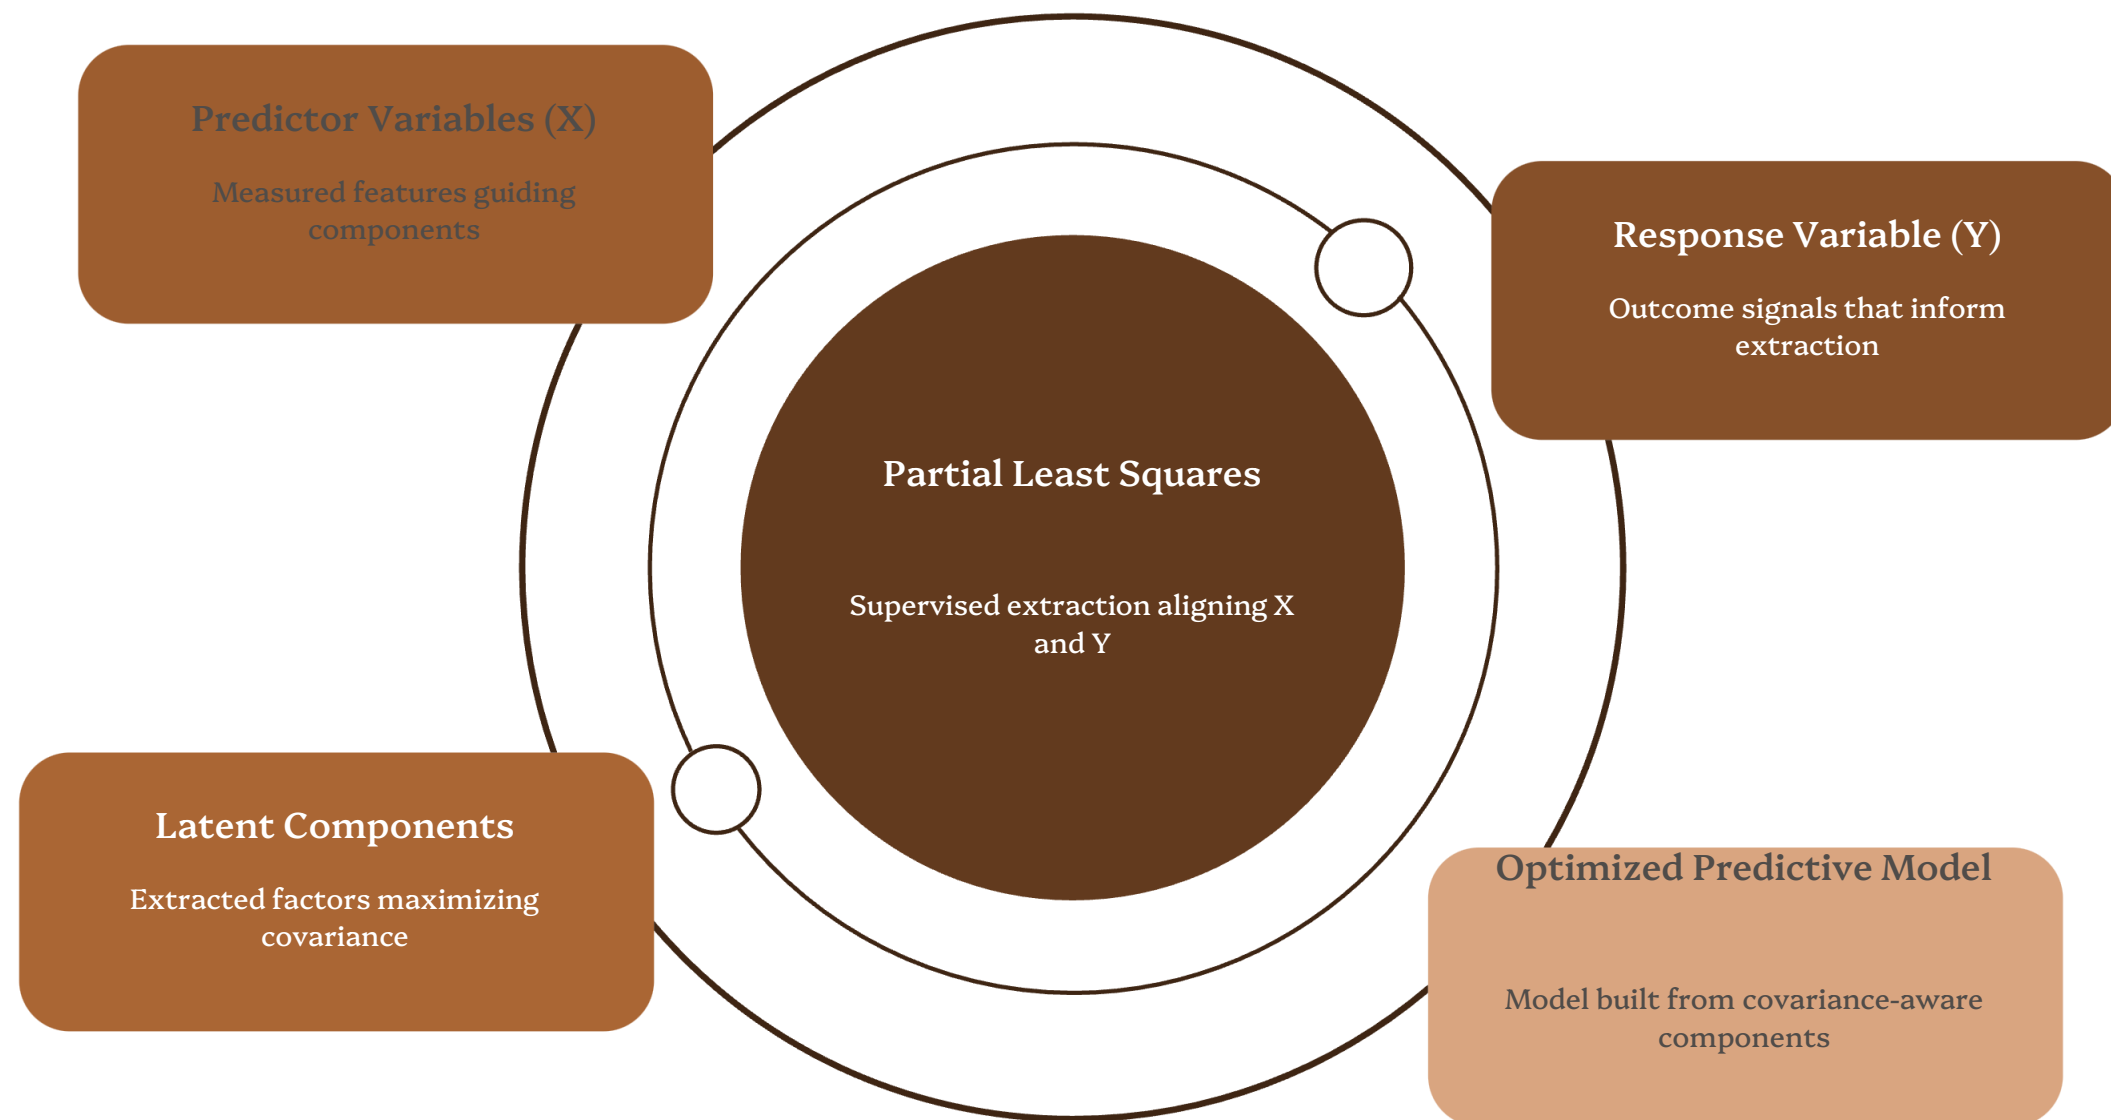 Predictor Variables (X)
Measured features guiding
components
Response Variable (Y)
Outcome signals that inform
extraction
Partial Least Squares
Supervised extraction aligning X
and Y
Latent Components
Extracted factors maximizing
covariance
Optimized Predictive Model
Model built from covariance-aware
components